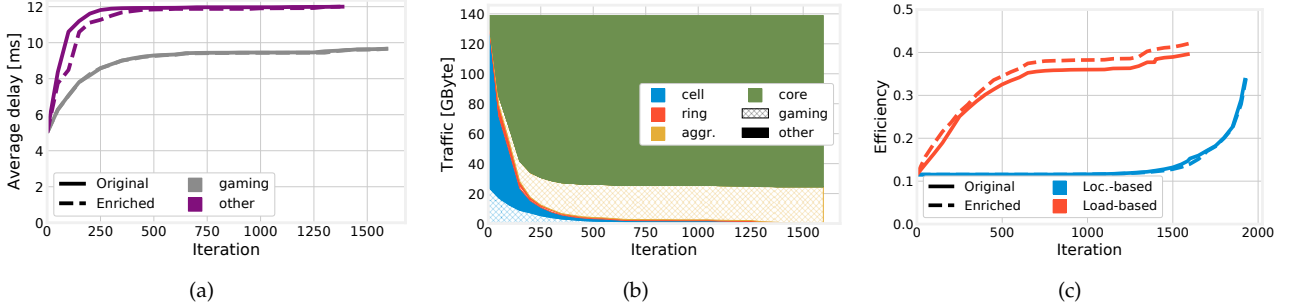 Average delay [ms]
12
10
8
6
4
2
0
Original
Enriched
gaming
other
0 250 500 750 1000 1250 1500
Iteration
(a)
Traffic [GByte]
140
120
100
80
60
40
20
0
cell
ring
aggr.
core
gaming
other
0 250 500 750 1000 1250 1500
Iteration
(b)
Efficiency
0.5
0.4
0.3
0.2
0.1
0.0
Original
Enriched
Loc.-based
Load-based
0 500 1000 1500 2000
Iteration
(c)